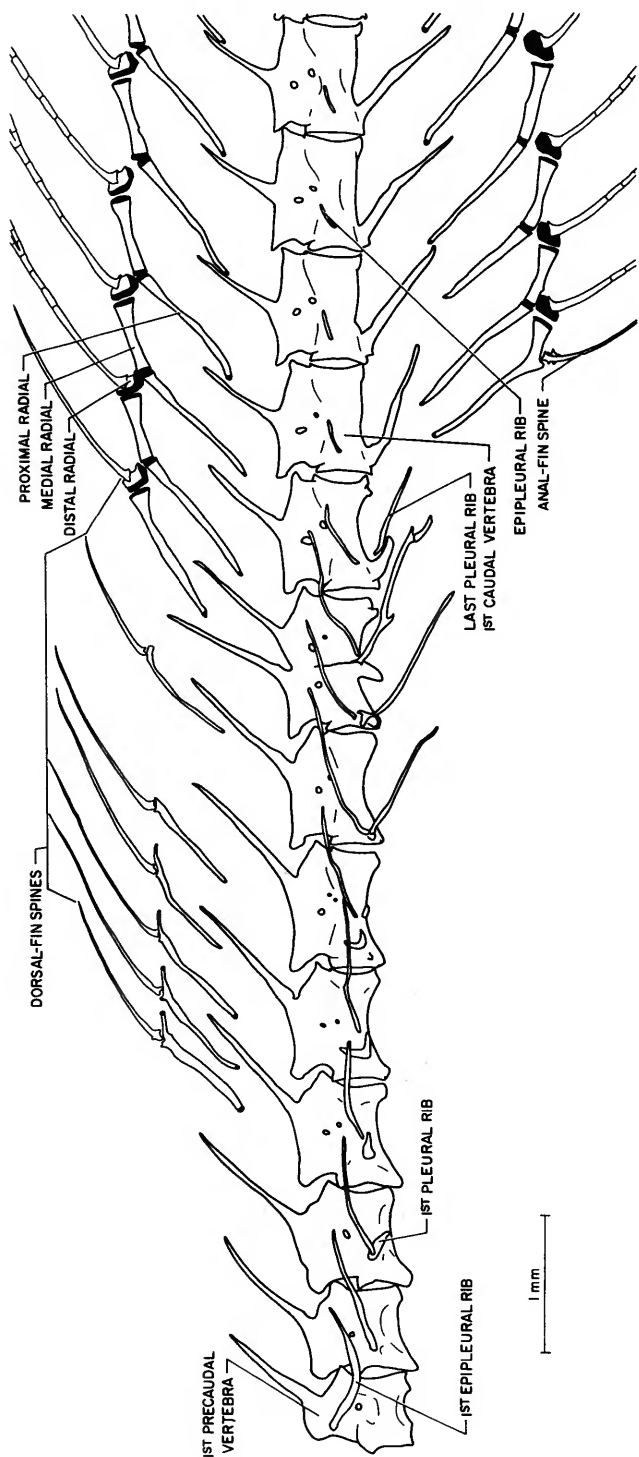 DORSAL-FIN SPINES
PROXIMAL RADIAL
MEDIAL RADIAL
DISTAL RADIAL
1ST PRECAUDAL
VERTEBRA
1ST EPIPLEURAL RIB
1ST PLEURAL RIB
1 mm
LAST PLEURAL RIB
1ST CAUDAL VERTEBRA
EPIPLEURAL RIB
ANAL-FIN SPINE